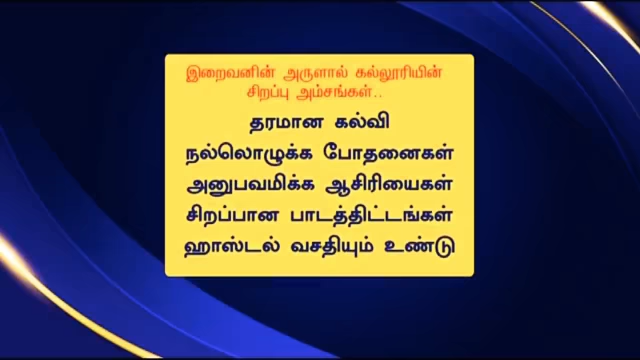 இறைவனின் அருளால் கல்லூரியின்
சிறப்பு அம்சங்கள்..
தரமான கல்வி
நல்லொழுக்க போதனைகள்
அனுபவமிக்க ஆசிரியைகள்
சிறப்பான பாடத்திட்டங்கள்
ஹாஸ்டல் வசதியும் உண்டு